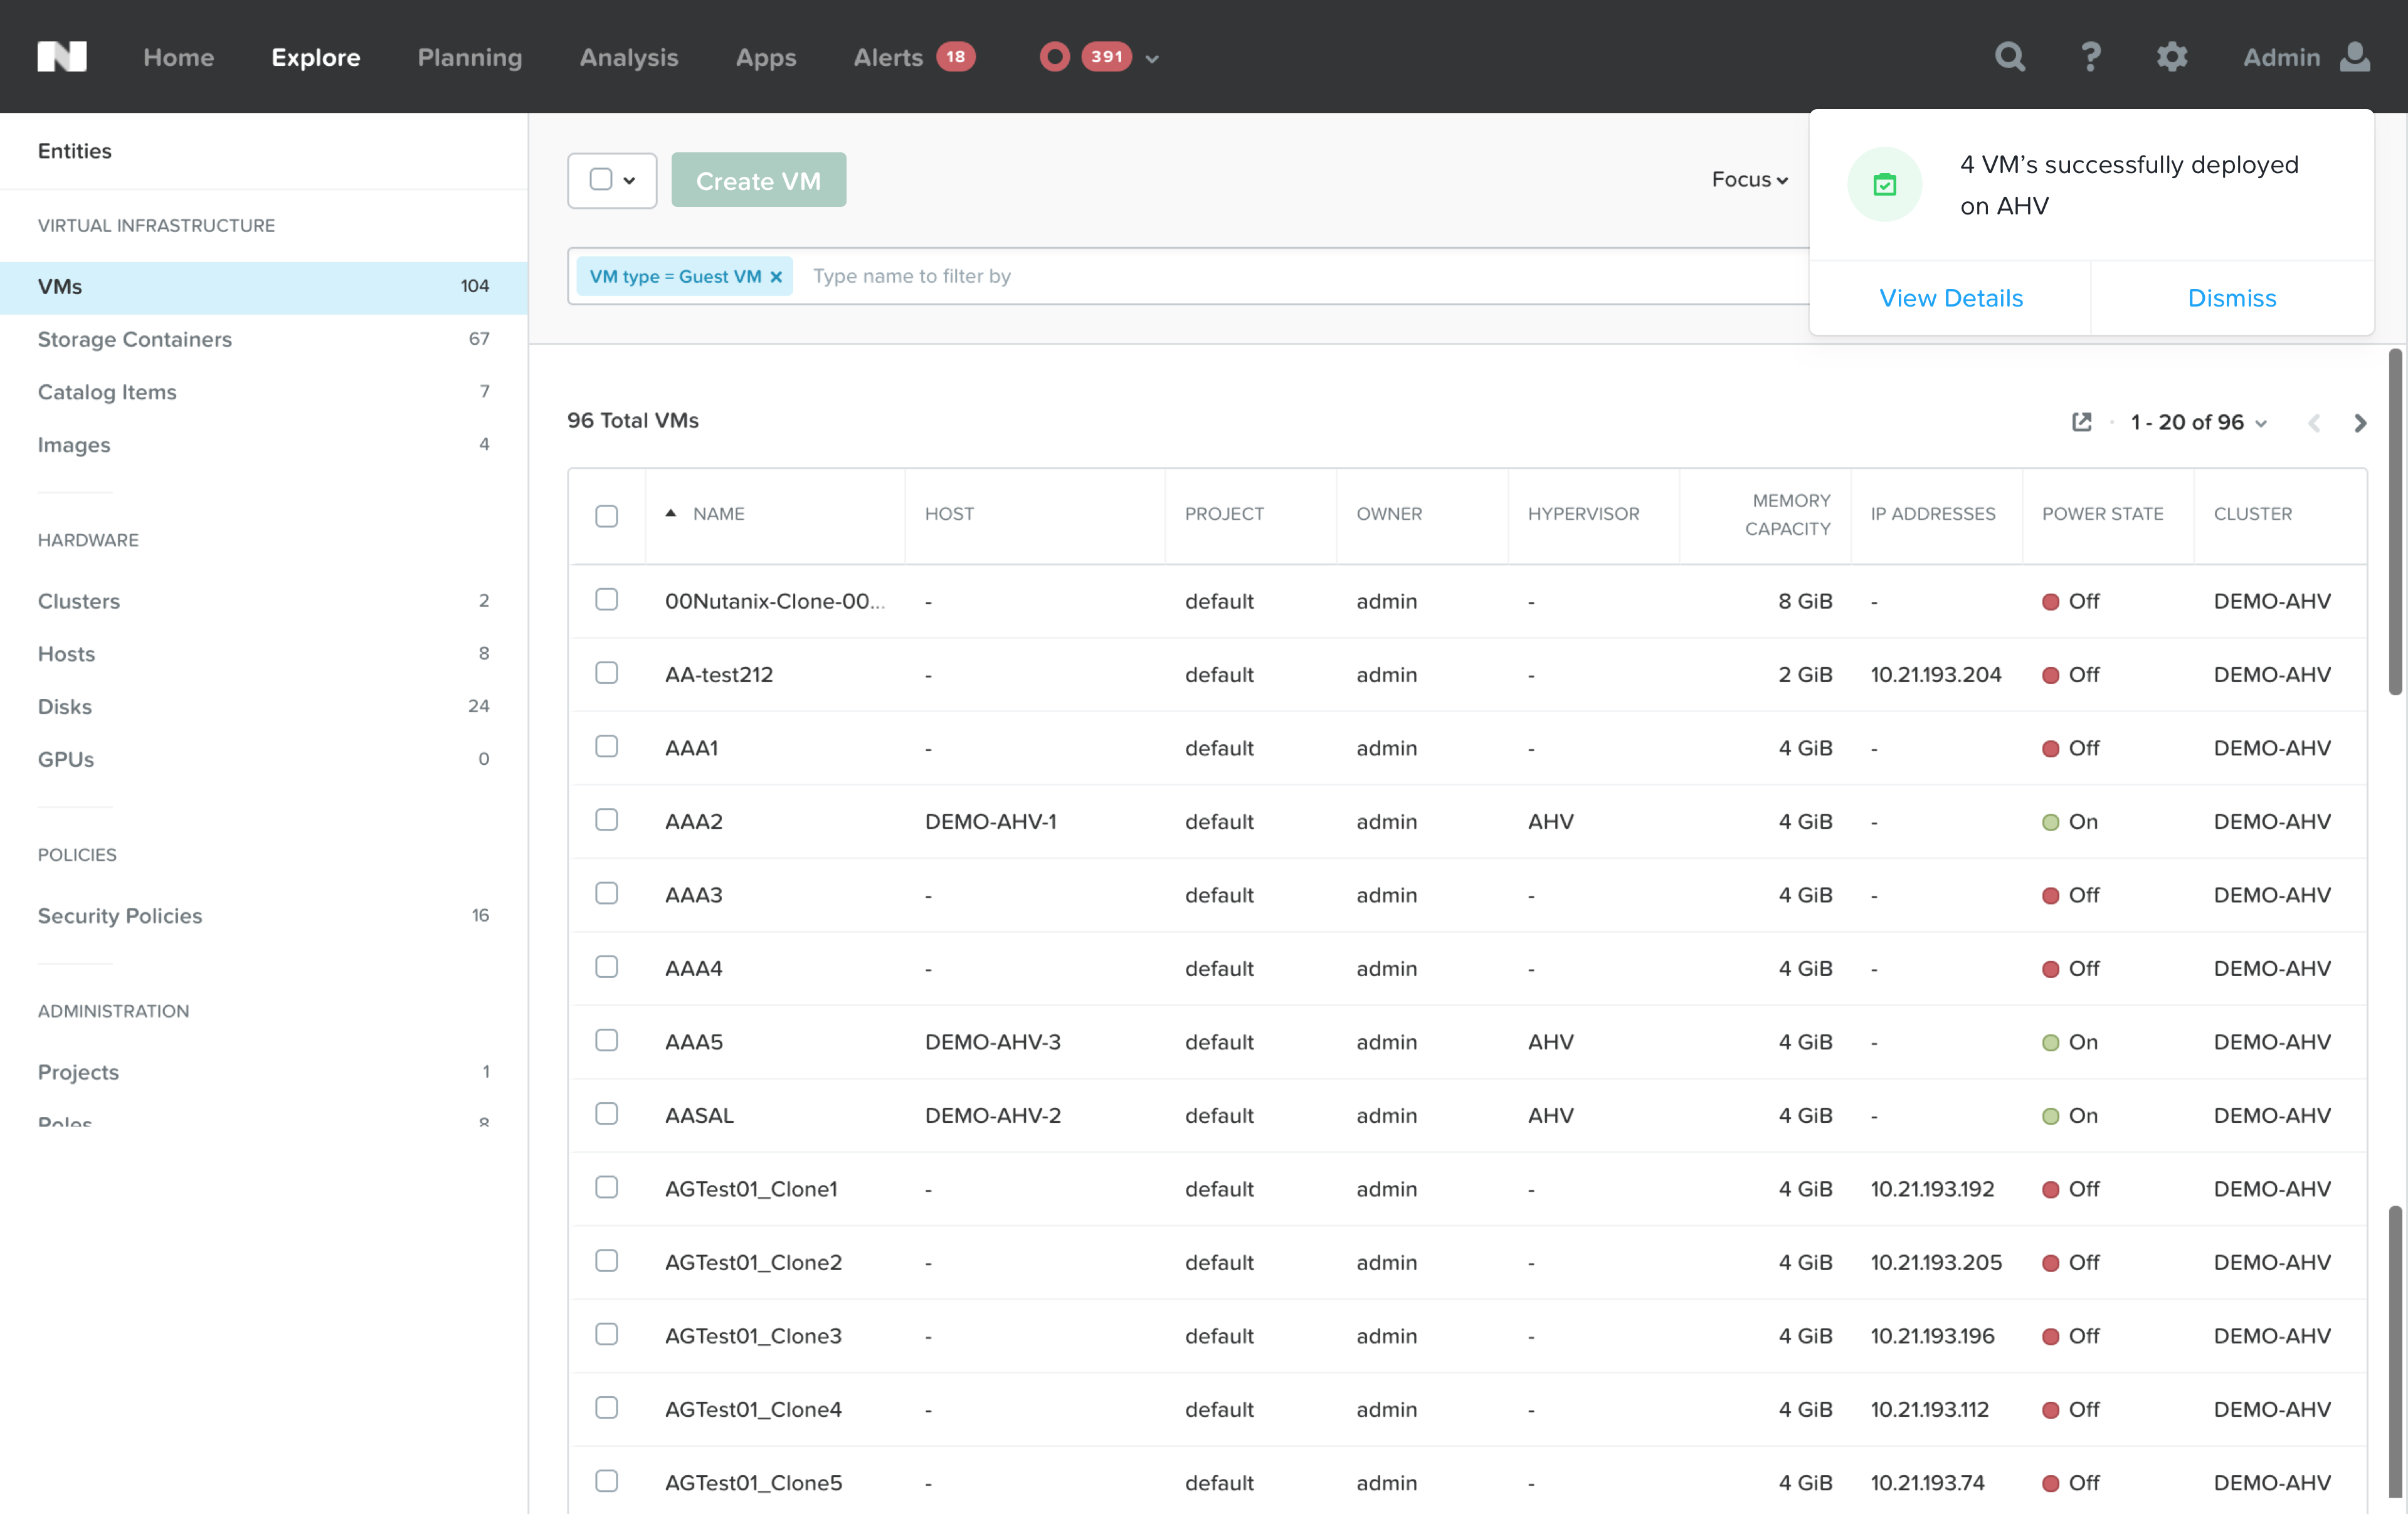 Home Explore Planning Analysis Apps Alerts 18 391 Admin
4 VM’s successfully deployed
on AHV
View Details Dismiss
Entities
VIRTUAL INFRASTRUCTURE
VMs 104
Storage Containers 67
Catalog Items 7
Images 4
HARDWARE
Clusters 2
Hosts 8
Disks 24
GPUs 0
POLICIES
Security Policies 16
ADMINISTRATION
Projects 1
Roles 8
Create VM
Focus
VM type = Guest VM Type name to filter by
96 Total VMs
1 - 20 of 96
NAME HOST PROJECT OWNER HYPERVISOR MEMORY CAPACITY IP ADDRESSES POWER STATE CLUSTER
00Nutanix-Clone-00... - default admin - 8 GiB - Off DEMO-AHV
AA-test212 - default admin - 2 GiB 10.21.193.204 Off DEMO-AHV
AAA1 - default admin - 4 GiB - Off DEMO-AHV
AAA2 DEMO-AHV-1 default admin AHV 4 GiB - On DEMO-AHV
AAA3 - default admin - 4 GiB - Off DEMO-AHV
AAA4 - default admin - 4 GiB - Off DEMO-AHV
AAA5 DEMO-AHV-3 default admin AHV 4 GiB - On DEMO-AHV
AASAL DEMO-AHV-2 default admin AHV 4 GiB - On DEMO-AHV
AGTest01_Clone1 - default admin - 4 GiB 10.21.193.192 Off DEMO-AHV
AGTest01_Clone2 - default admin - 4 GiB 10.21.193.205 Off DEMO-AHV
AGTest01_Clone3 - default admin - 4 GiB 10.21.193.196 Off DEMO-AHV
AGTest01_Clone4 - default admin - 4 GiB 10.21.193.112 Off DEMO-AHV
AGTest01_Clone5 - default admin - 4 GiB 10.21.193.74 Off DEMO-AHV